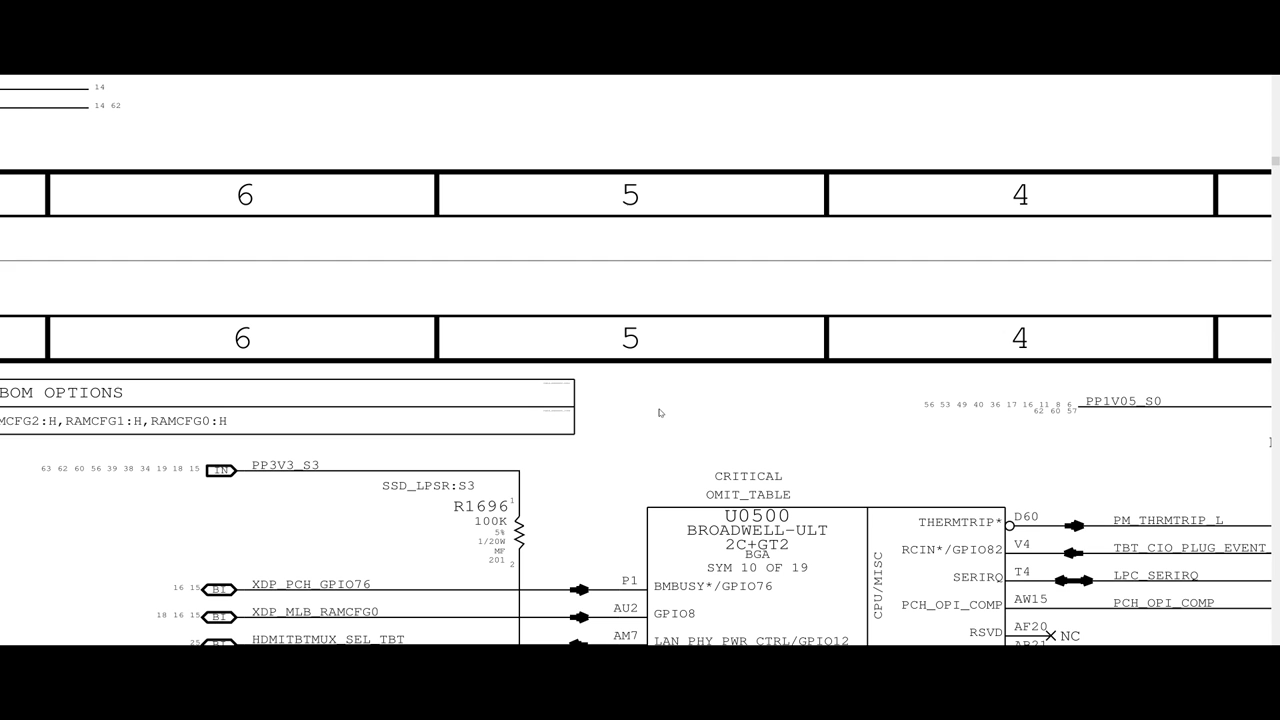 14
14 62
6 5 4
6 5 4
BOM OPTIONS
MCFG2:H,RAMCFG1:H,RAMCFG0:H
56 53 49 40 36 17 16 11 8 6
62 60 57
PP1V05_S0
63 62 60 56 39 38 34 19 18 15
IN
PP3V3_S3
SSD_LPSR:S3
R1696
1
100K
5%
1/20W
MF
201
2
CRITICAL
OMIT_TABLE
U0500
BROADWELL-ULT
2C+GT2
BGA
SYM 10 OF 19
CPU/MISC
16 15 BI XDP_PCH_GPIO76 P1 BMBUSY*/GPIO76
18 16 15 BI XDP_MLB_RAMCFG0 AU2 GPIO8
25 BI HDMITBTMUX_SEL_TBT AM7 LAN_PHY_PWR_CTRL/GPIO12
THERMTRIP* D60 PM_THRMTRIP_L
RCIN*/GPIO82 V4 TBT_CIO_PLUG_EVENT
SERIRQ T4 LPC_SERIRQ
PCH_OPI_COMP AW15 PCH_OPI_COMP
RSVD AF20 NC